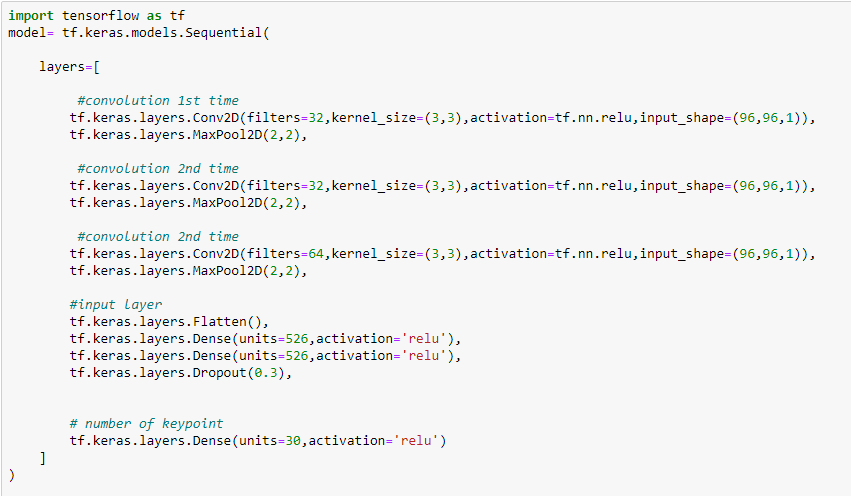 import tensorflow as tf
model= tf.keras.models.Sequential(
layers=[
#convolution 1st time
tf.keras.layers.Conv2D(filters=32,kernel_size=(3,3),activation=tf.nn.relu,input_shape=(96,96,1)),
tf.keras.layers.MaxPool2D(2,2),
#convolution 2nd time
tf.keras.layers.Conv2D(filters=32,kernel_size=(3,3),activation=tf.nn.relu,input_shape=(96,96,1)),
tf.keras.layers.MaxPool2D(2,2),
#convolution 2nd time
tf.keras.layers.Conv2D(filters=64,kernel_size=(3,3),activation=tf.nn.relu,input_shape=(96,96,1)),
tf.keras.layers.MaxPool2D(2,2),
#input layer
tf.keras.layers.Flatten(),
tf.keras.layers.Dense(units=526,activation='relu'),
tf.keras.layers.Dense(units=526,activation='relu'),
tf.keras.layers.Dropout(0.3),
# number of keypoint
tf.keras.layers.Dense(units=30,activation='relu')
]
)